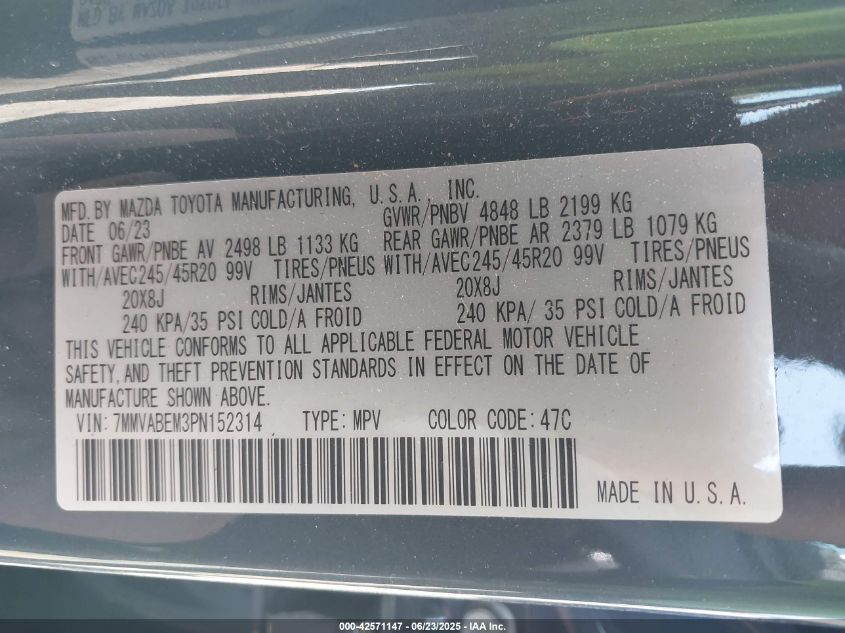 MFD. BY MAZDA TOYOTA MANUFACTURING, U.S.A., INC.
DATE 06/23 GVWR/PNBV 4848 LB 2199 KG
FRONT GAWR/PNBE AV 2498 LB 1133 KG REAR GAWR/PNBE AR 2379 LB 1079 KG
WITH/AVEC245/45R20 99V TIRES/PNEUS WITH/AVEC245/45R20 99V TIRES/PNEUS
20X8J RIMS/JANTES 20X8J RIMS/JANTES
240 KPA/35 PSI COLD/A FROID 240 KPA/ 35 PSI COLD/A FROID
THIS VEHICLE CONFORMS TO ALL APPLICABLE FEDERAL MOTOR VEHICLE
SAFETY, AND THEFT PREVENTION STANDARDS IN EFFECT ON THE DATE OF
MANUFACTURE SHOWN ABOVE.
VIN: 7MMVABEM3PN152314 TYPE: MPV COLOR CODE: 47C
MADE IN U.S.A.
000-42571147 - 06/23/2025 - IAA Inc.